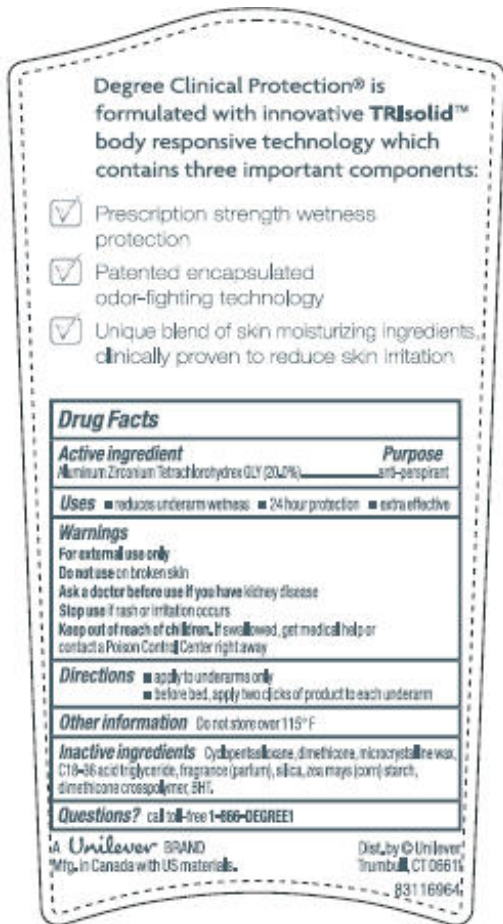 Degree Clinical Protection® is
formulated with innovative TRIsolid™
body responsive technology which
contains three important components:
Prescription strength wetness
protection
Patented encapsulated
odor-fighting technology
Unique blend of skin moisturizing ingredients,
clinically proven to reduce skin irritation
Drug Facts
Active ingredient Purpose
Aluminum Zirconium Tetrachlorohydrex GLY (20.0%) anti-perspirant
Uses ■ reduces underarm wetness ■ 24 hour protection ■ extra effective
Warnings
For external use only
Do not use on broken skin
Ask a doctor before use if you have kidney disease
Stop use if rash or irritation occurs
Keep out of reach of children. If swallowed, get medical help or
contact a Poison Control Center right away
Directions ■ apply to underarms only
■ before bed, apply two clicks of product to each underarm
Other information Do not store over 115° F
Inactive ingredients Cyclopentasiloxane, dimethicone, microcrystalline wax,
C18-36 acid triglyceride, fragrance (parfum), silica, zea mays (corn) starch,
dimethicone crosspolymer, BHT.
Questions? call toll-free 1-866-DEGREE1
A Unilever BRAND Dist. by © Unilever
Mfg. in Canada with US materials. Trumbull, CT 0661
83116964